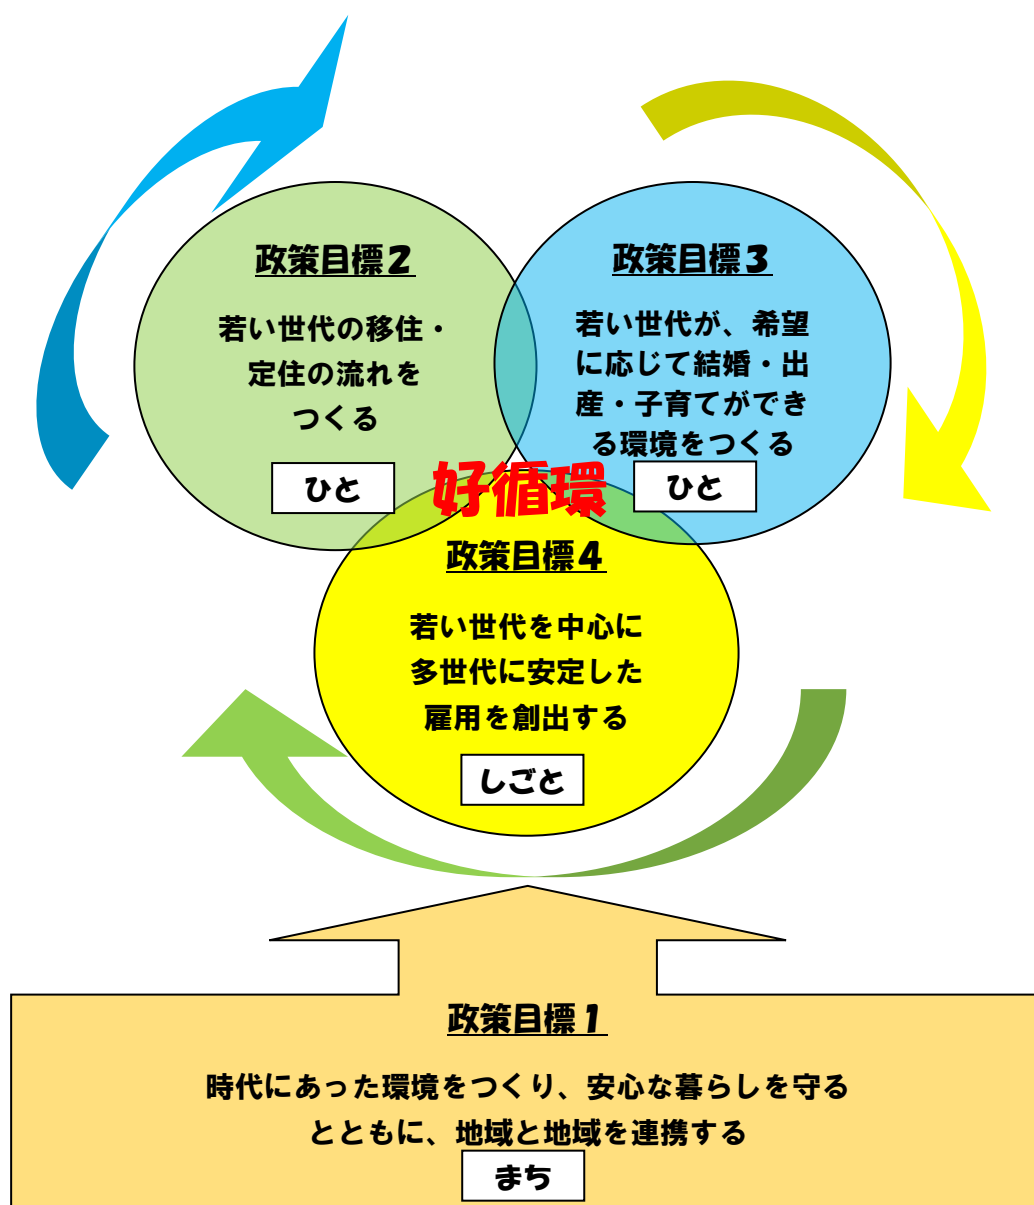 政策目標2
若い世代の移住・
定住の流れを
つくる
ひと
政策目標3
若い世代が、希望
に応じて結婚・出
産・子育てができ
る環境をつくる
ひと
好循環
政策目標4
若い世代を中心に
多世代に安定した
雇用を創出する
しごと
政策目標1
時代にあった環境をつくり、安心な暮らしを守る
とともに、地域と地域を連携する
まち